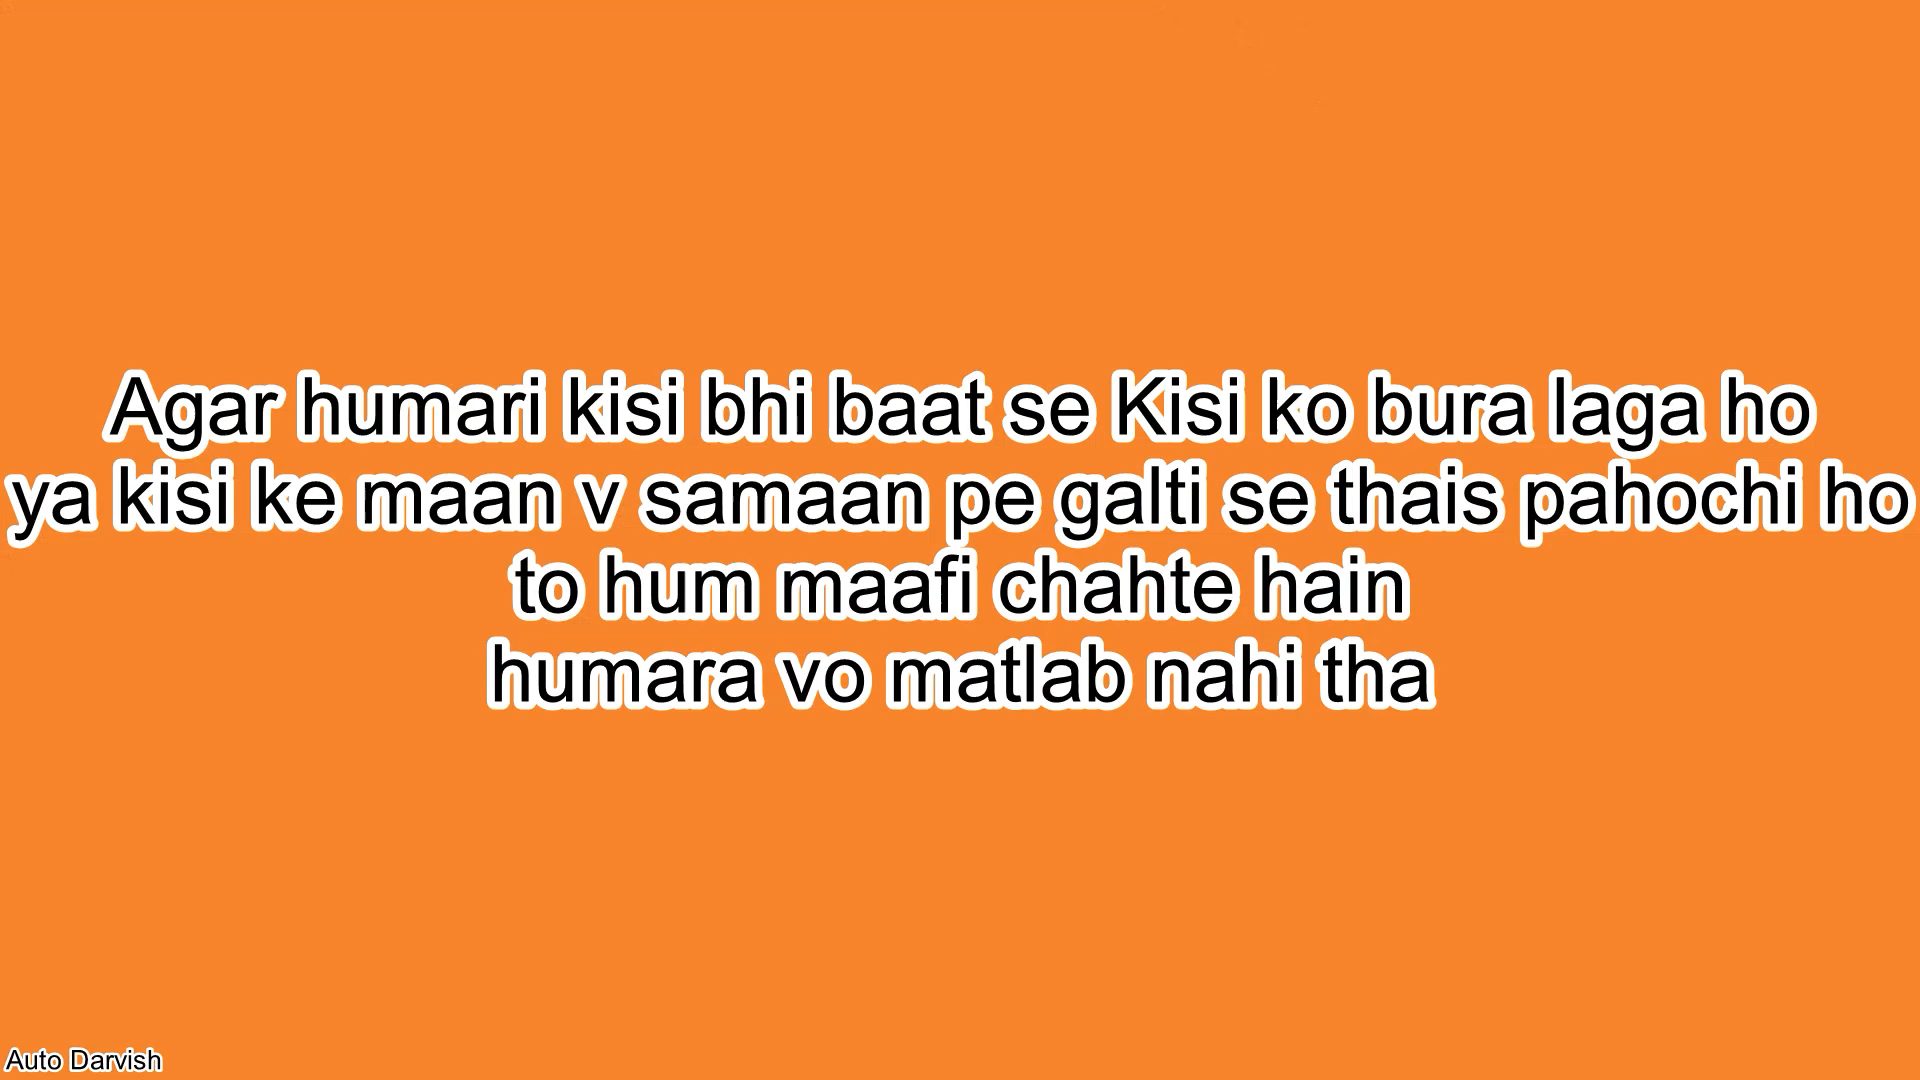 Agar humari kisi bhi baat se Kisi ko bura laga ho
ya kisi ke maan v samaan pe galti se thais pahochi ho
to hum maafi chahte hain
humara vo matlab nahi tha
Auto Darvish